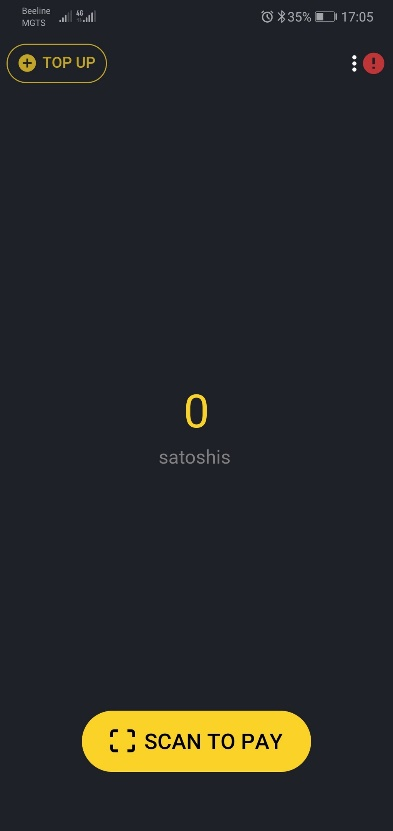 Beeline
MGTS
4G
35%
17:05
TOP UP
0
satoshis
SCAN TO PAY